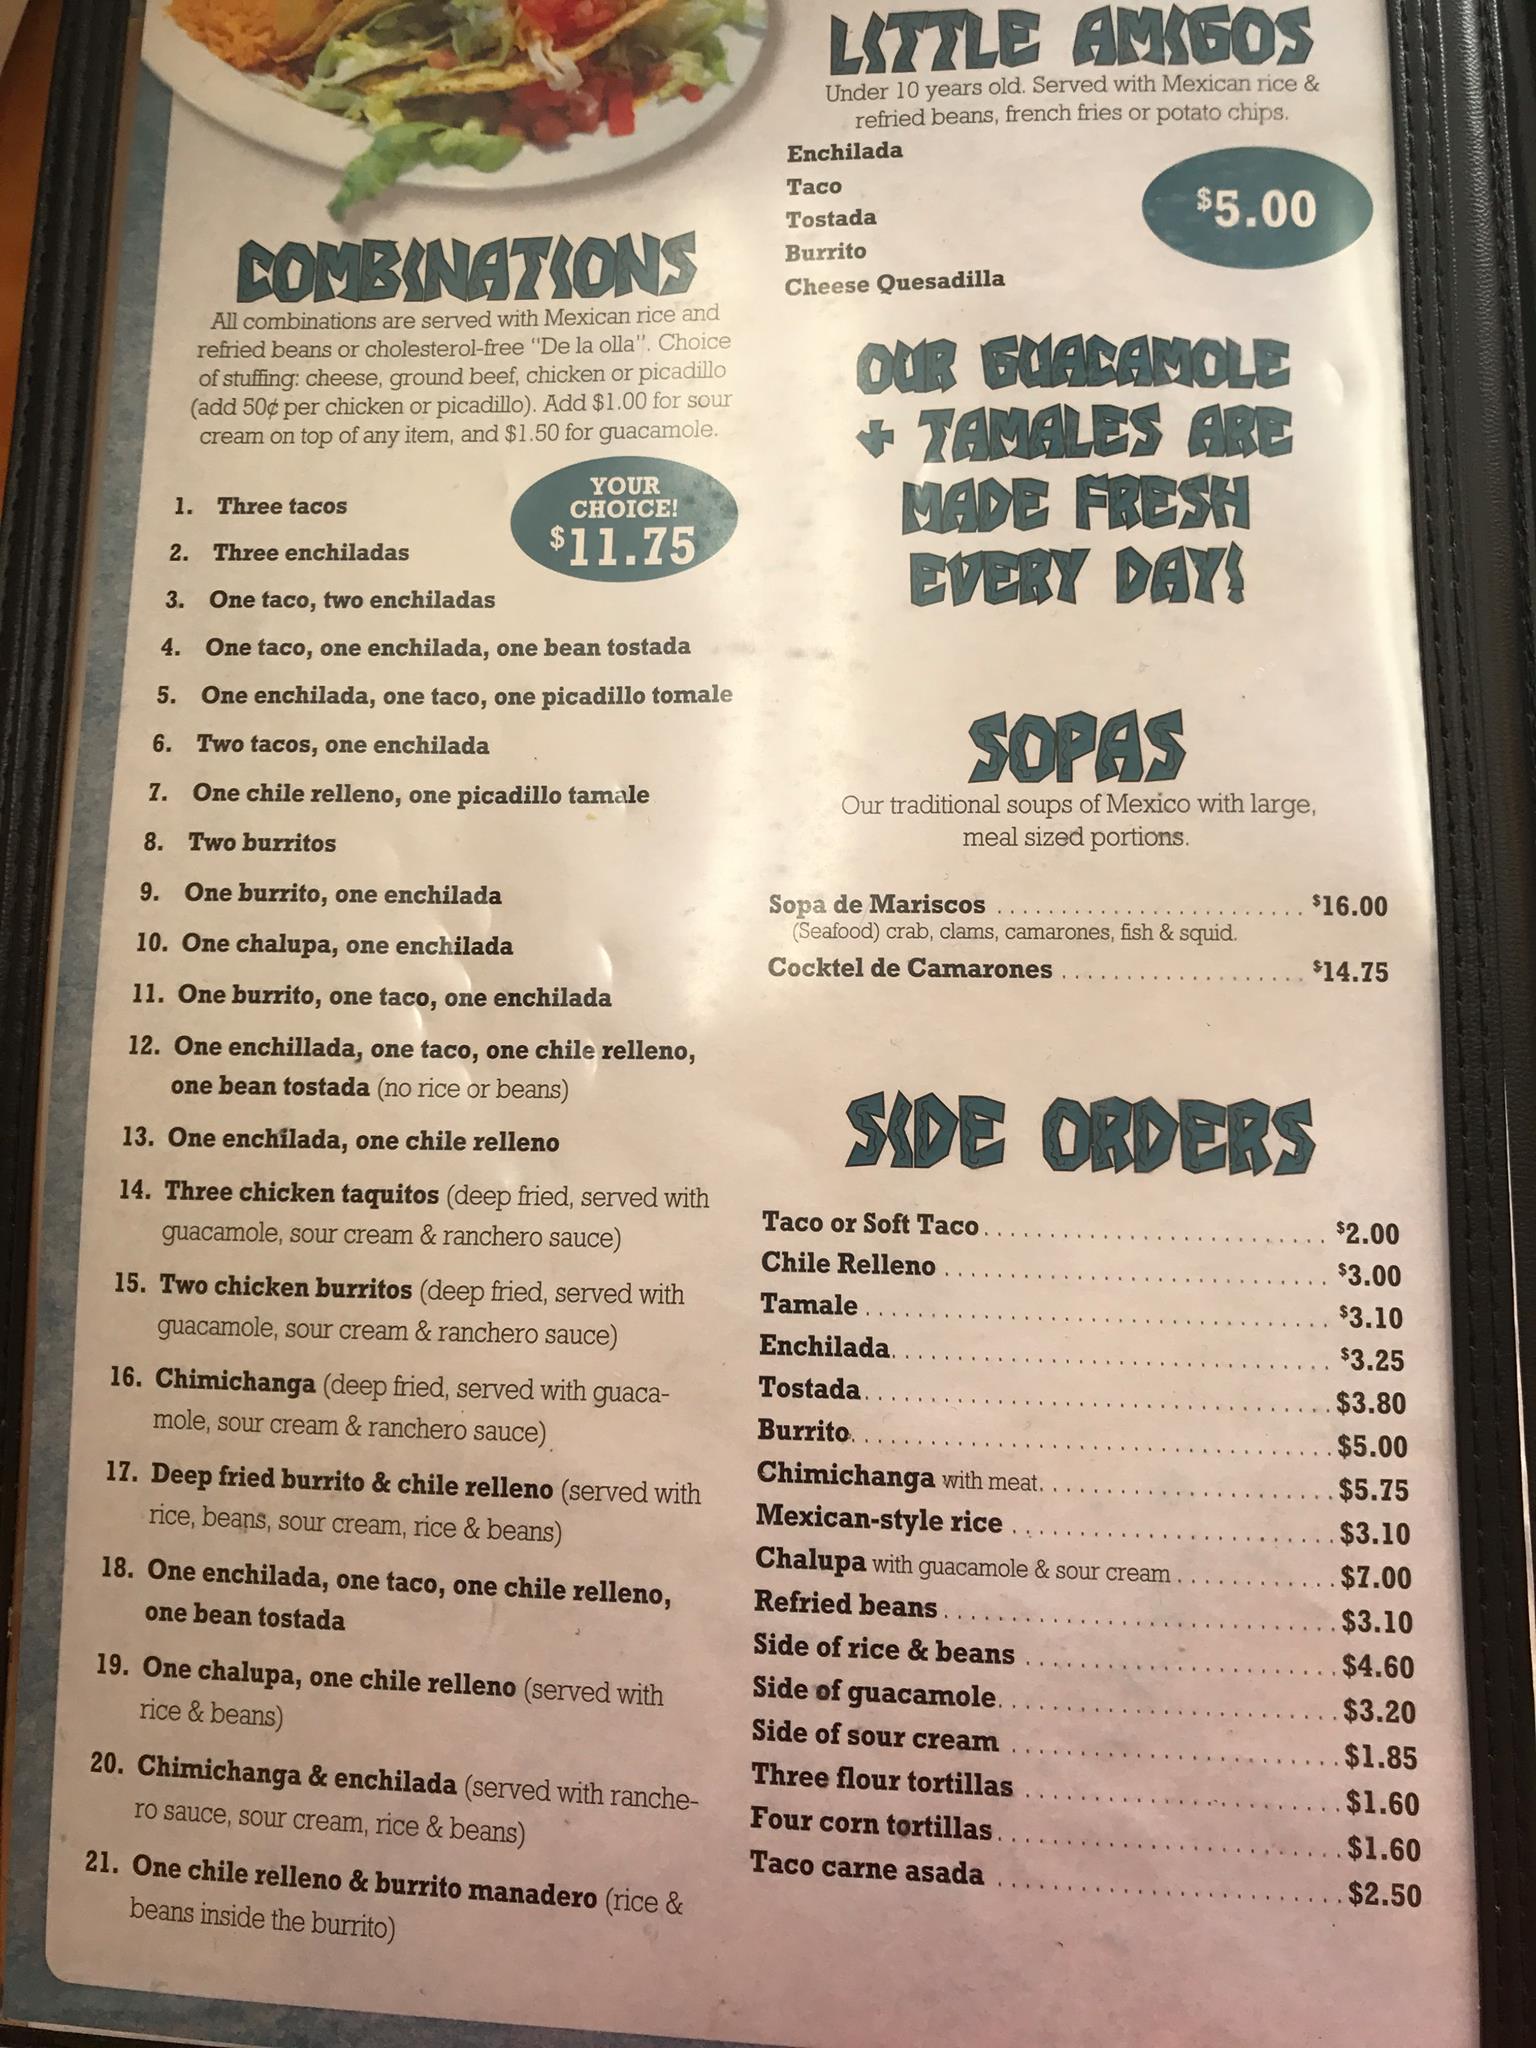 COMBINATIONS
All combinations are served with Mexican rice and
refried beans or cholesterol-free "De la olla". Choice
of stuffing: cheese, ground beef, chicken or picadillo
(add 50¢ per chicken or picadillo). Add $1.00 for sour
cream on top of any item, and $1.50 for guacamole.
YOUR
CHOICE!
$11.75
1. Three tacos
2. Three enchiladas
3. One taco, two enchiladas
4. One taco, one enchilada, one bean tostada
5. One enchilada, one taco, one picadillo tomale
6. Two tacos, one enchilada
7. One chile relleno, one picadillo tamale
8. Two burritos
9. One burrito, one enchilada
10. One chalupa, one enchilada
11. One burrito, one taco, one enchilada
12. One enchillada, one taco, one chile relleno,
one bean tostada (no rice or beans)
13. One enchilada, one chile relleno
14. Three chicken taquitos (deep fried, served with
guacamole, sour cream & ranchero sauce)
15. Two chicken burritos (deep fried, served with
guacamole, sour cream & ranchero sauce)
16. Chimichanga (deep fried, served with guaca-
mole, sour cream & ranchero sauce)
17. Deep fried burrito & chile relleno (served with
rice, beans, sour cream, rice & beans)
18. One enchilada, one taco, one chile relleno,
one bean tostada
19. One chalupa, one chile relleno (served with
rice & beans)
20. Chimichanga & enchilada (served with ranche-
ro sauce, sour cream, rice & beans)
21. One chile relleno & burrito manadero (rice &
beans inside the burrito)
LITTLE AMIGOS
Under 10 years old. Served with Mexican rice &
refried beans, french fries or potato chips.
Enchilada
Taco
Tostada
Burrito
Cheese Quesadilla
$5.00
OUR GUACAMOLE
+ TAMALES ARE
MADE FRESH
EVERY DAY!
SOPAS
Our traditional soups of Mexico with large,
meal sized portions.
Sopa de Mariscos ........................ $16.00
(Seafood) crab, clams, camarones, fish & squid.
Cocktel de Camarones ................... $14.75
SIDE ORDERS
Taco or Soft Taco........................... $2.00
Chile Relleno .............................. $3.00
Tamale .................................... $3.10
Enchilada.................................. $3.25
Tostada.................................... $3.80
Burrito..................................... $5.00
Chimichanga with meat....................... $5.75
Mexican-style rice ......................... $3.10
Chalupa with guacamole & sour cream ............. $7.00
Refried beans .............................. $3.10
Side of rice & beans ........................ $4.60
Side of guacamole.......................... $3.20
Side of sour cream .......................... $1.85
Three flour tortillas ......................... $1.60
Four corn tortillas........................... $1.60
Taco carne asada ........................... $2.50